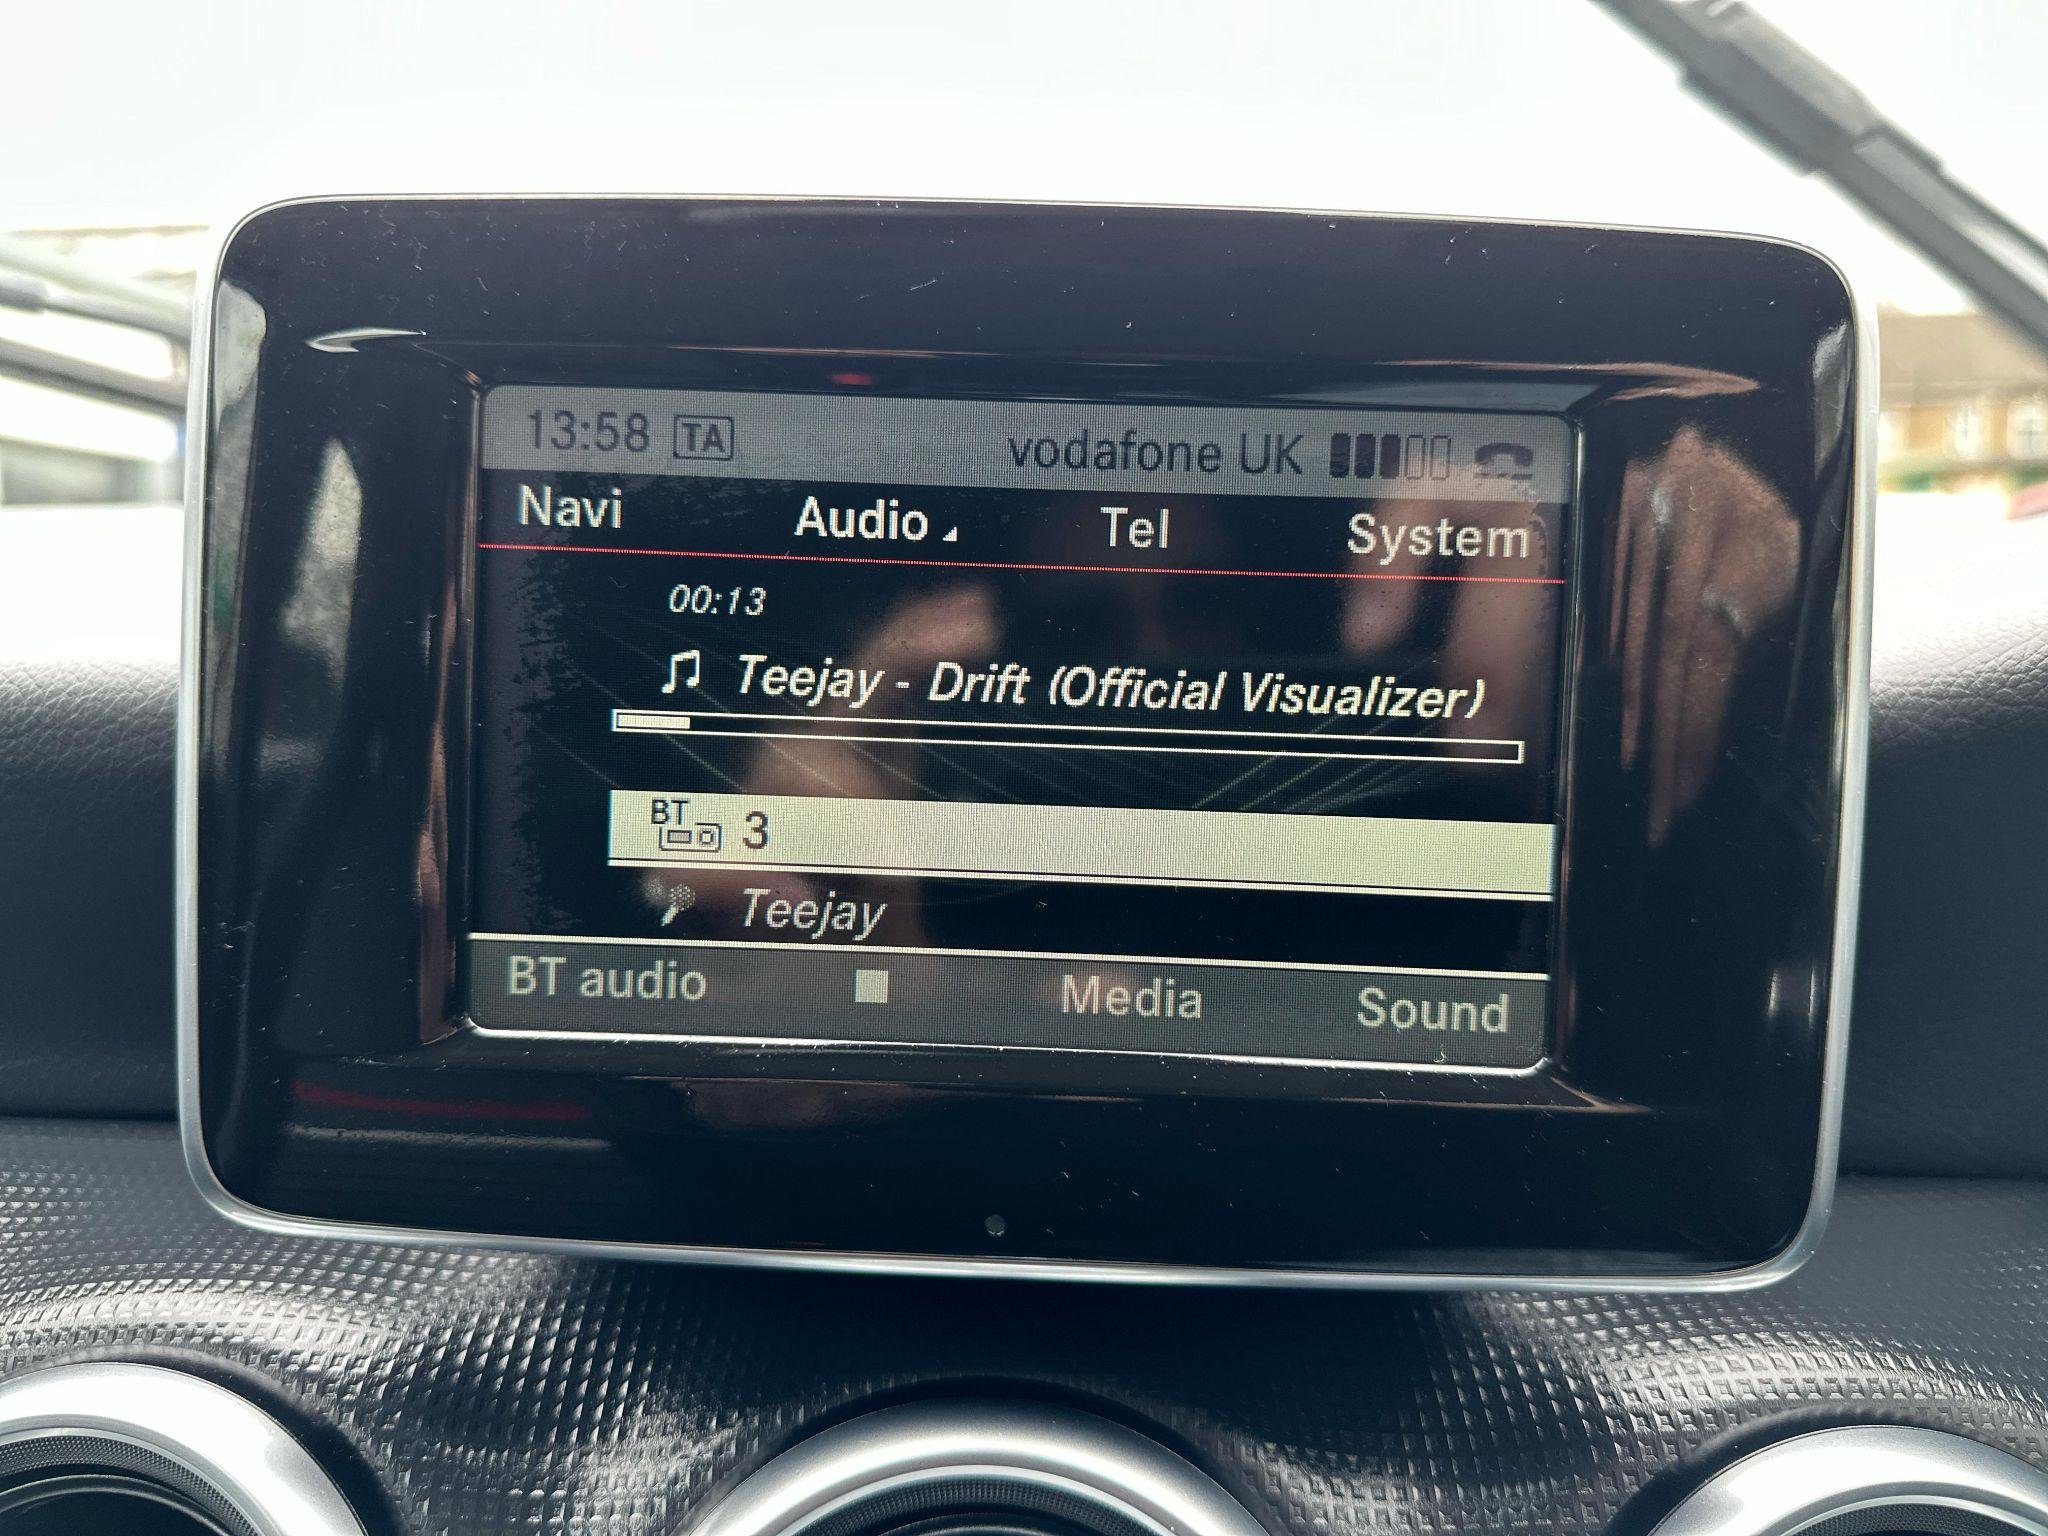 13:58 TA vodafone UK
Navi Audio Tel System
00:13
Teejay - Drift (Official Visualizer)
BT 3
Teejay
BT audio Media Sound